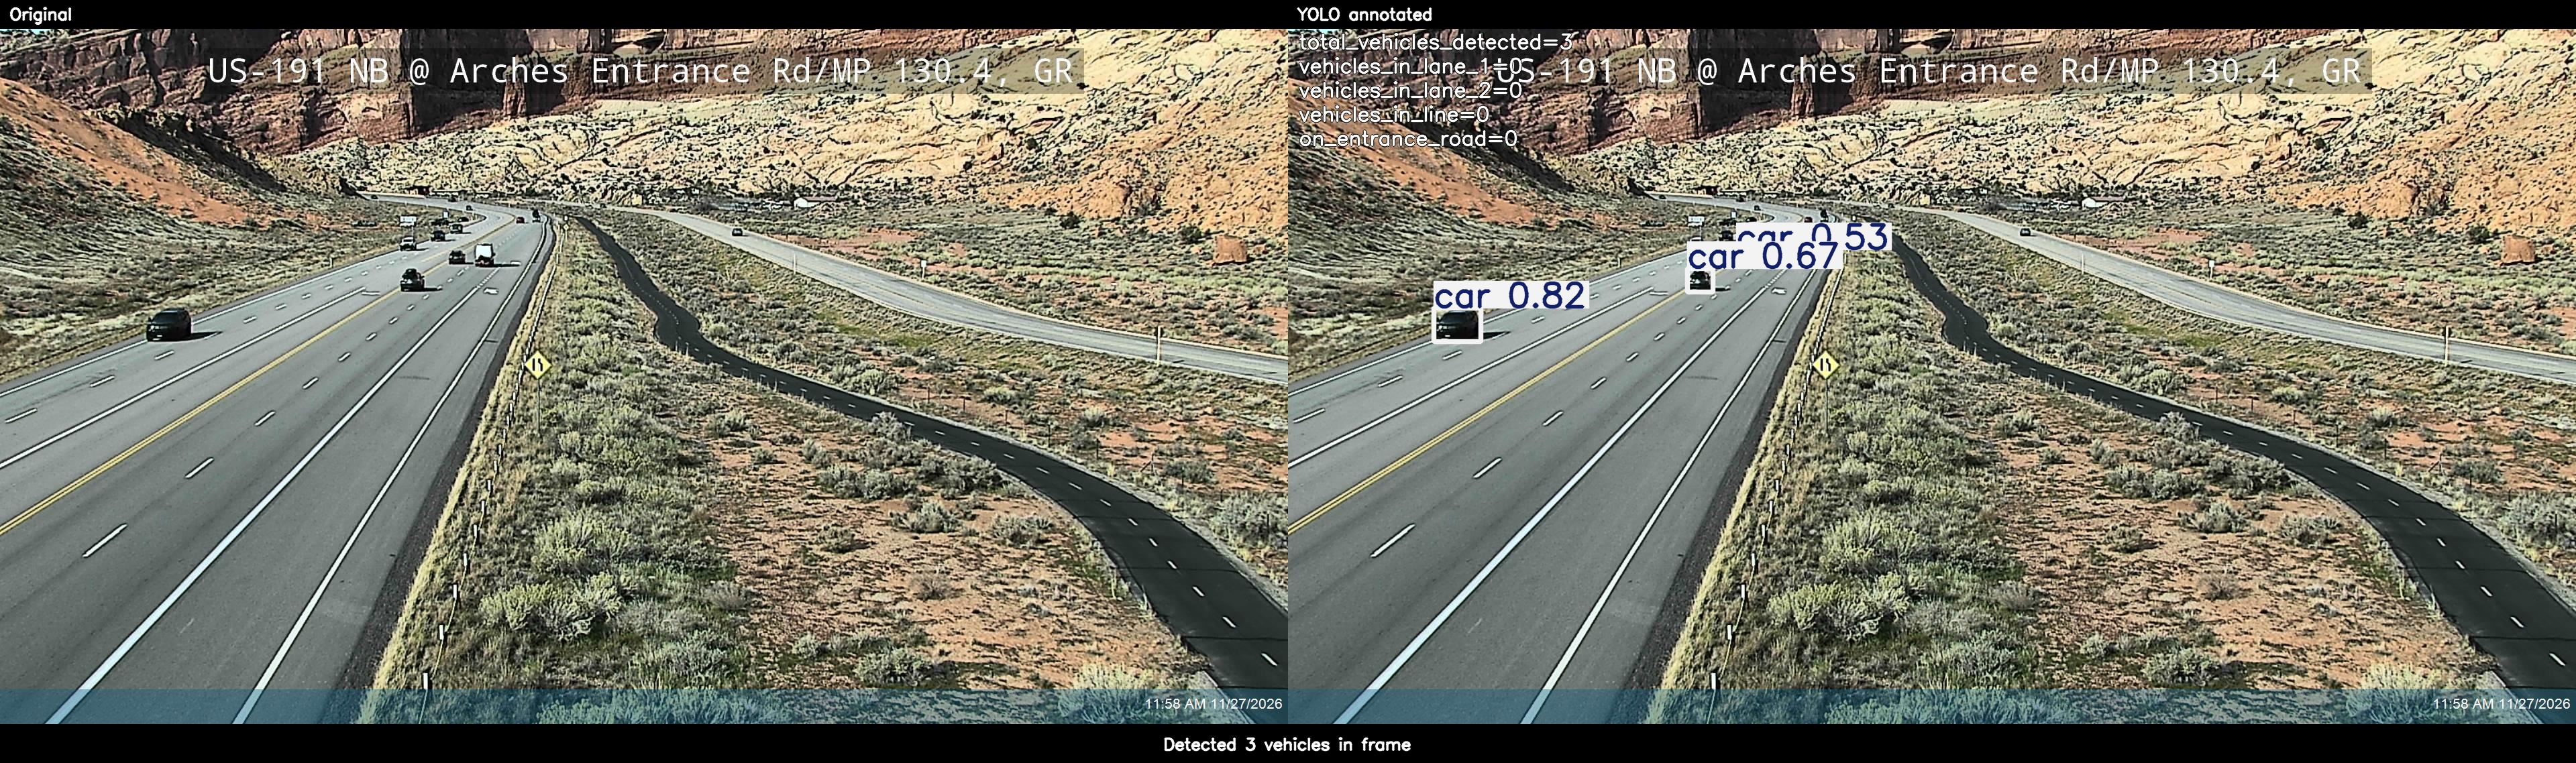 Original
US-191 NB @ Arches Entrance Rd/MP 130.4, GR
11:58 AM 11/27/2026
YOLO annotated
total_vehicles_detected=3
vehicles_in_lane_1=0
US-191 NB @ Arches Entrance Rd/MP 130.4, GR
vehicles_in_lane_2=0
vehicles_in_line=0
on_entrance_road=0
car 0.53
car 0.67
car 0.82
11:58 AM 11/27/2026
Detected 3 vehicles in frame